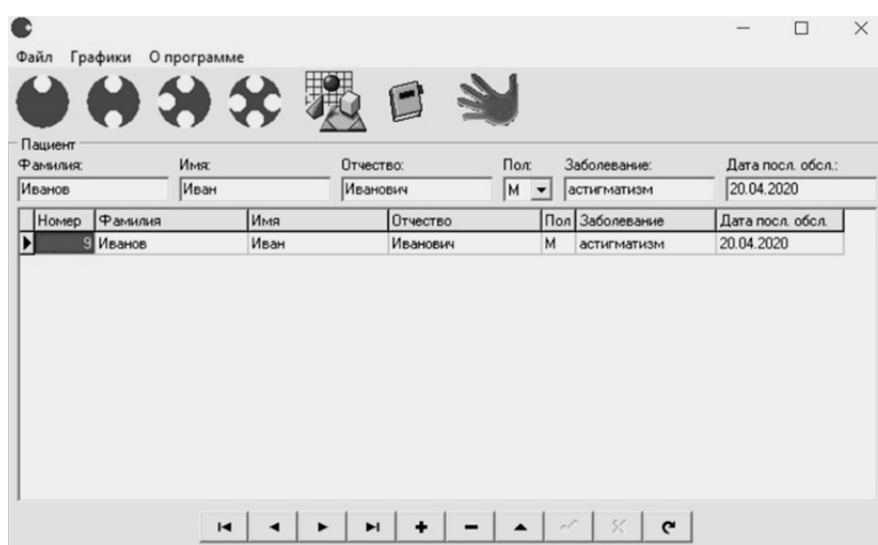 Файл Графики О программе
Пациент
Фамилия: Имя: Отчество: Пол: Заболевание: Дата посл. обсл.:
Иванов Иван Иванович М астигматизм 20.04.2020
Номер Фамилия Имя Отчество Пол Заболевание Дата посл. обсл.
9 Иванов Иван Иванович М астигматизм 20.04.2020